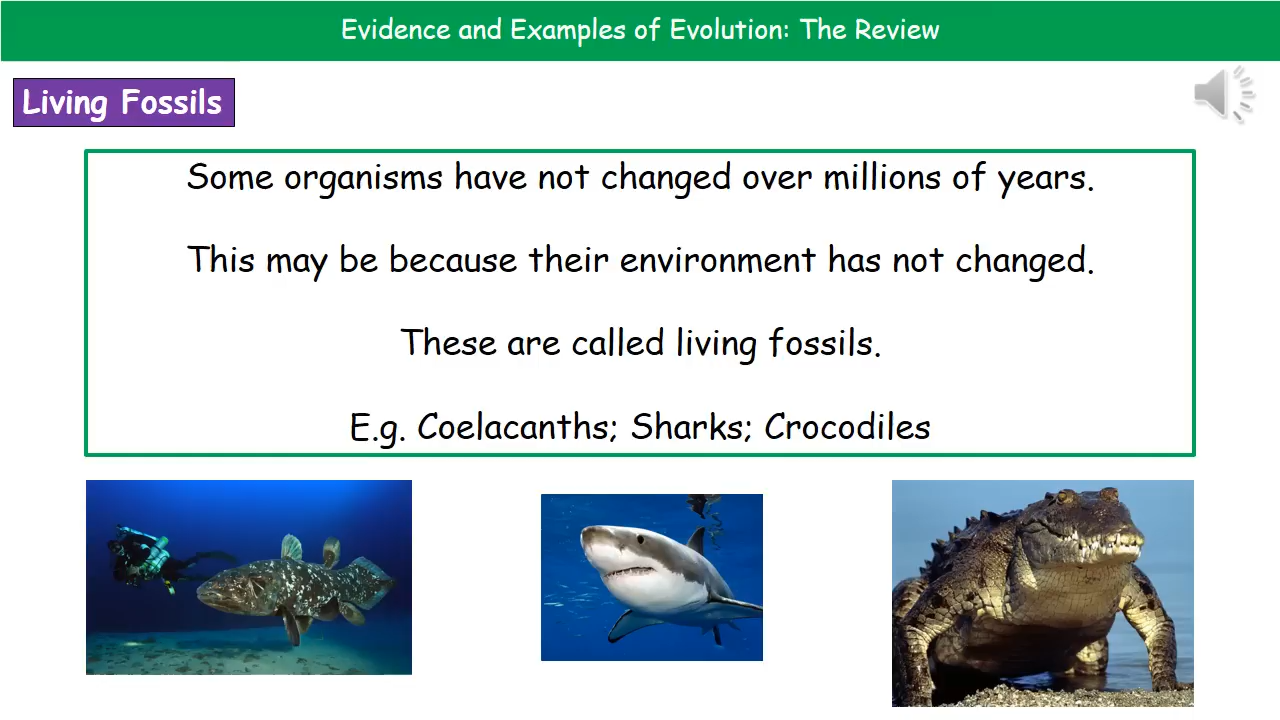 Evidence and Examples of Evolution: The Review
Living Fossils
Some organisms have not changed over millions of years.
This may be because their environment has not changed.
These are called living fossils.
E.g. Coelacanths; Sharks; Crocodiles